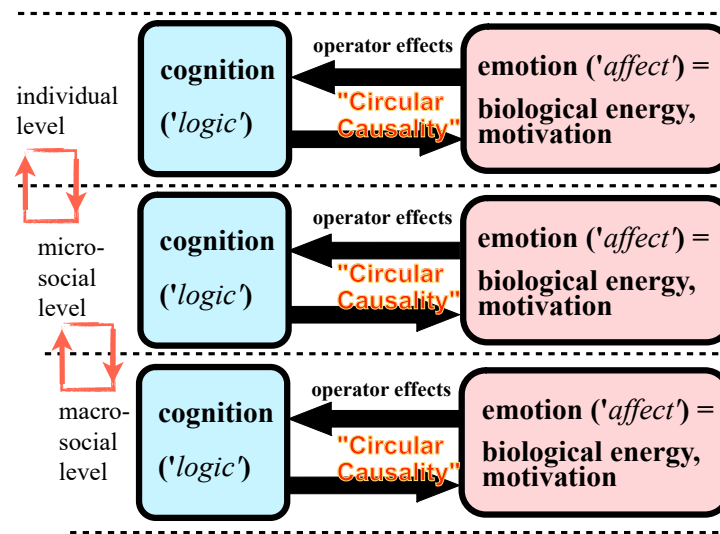 individual
level
cognition
('logic')
operator effects
"Circular
Causality"
emotion ('affect') =
biological energy,
motivation
micro-
social
level
cognition
('logic')
operator effects
"Circular
Causality"
emotion ('affect') =
biological energy,
motivation
macro-
social
level
cognition
('logic')
operator effects
"Circular
Causality"
emotion ('affect') =
biological energy,
motivation